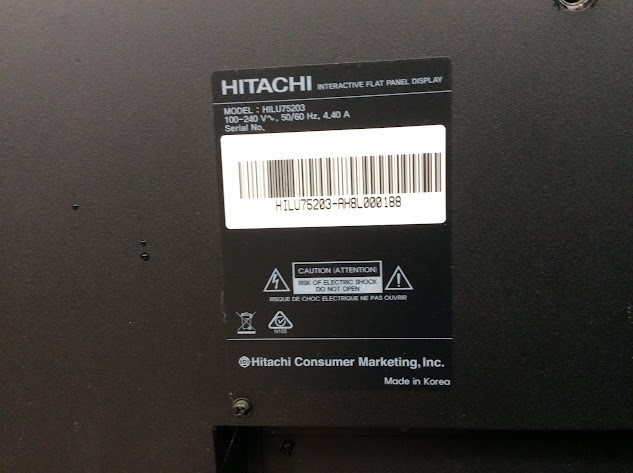 HITACHI INTERACTIVE FLAT PANEL DISPLAY
MODEL : HILU75203
100-240 V∿, 50/60 Hz, 4.40 A
Serial No.
HILU75203-AH8L000188
CAUTION (ATTENTION)
RISK OF ELECTRIC SHOCK
DO NOT OPEN
RISQUE DE CHOC ELECTRIQUE NE PAS OUVRIR
N155
Hitachi Consumer Marketing, Inc.
Made in Korea